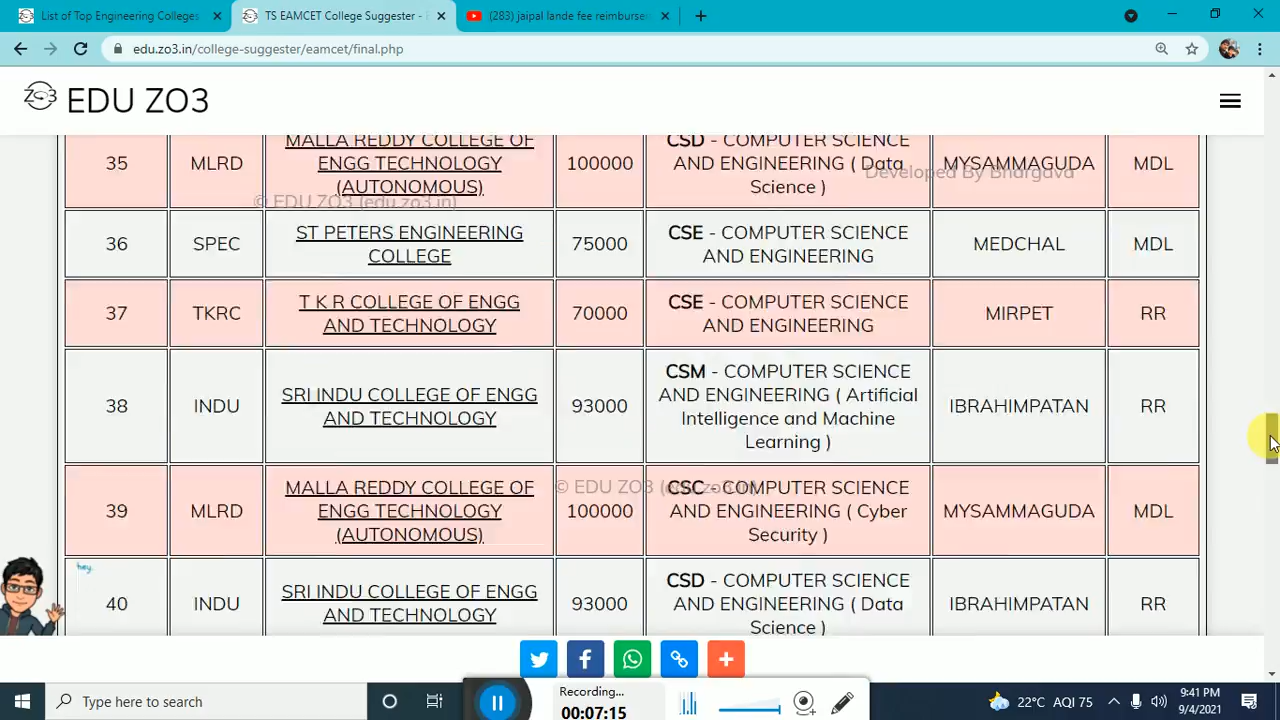 List of Top Engineering Colleges
TS EAMCET College Suggester -
(283) jaipal lande fee reimburse
edu.zo3.in/college-suggester/eamcet/final.php
ZO3 EDU ZO3
35 MLRD MALLA REDDY COLLEGE OF ENGG TECHNOLOGY (AUTONOMOUS) 100000 CSD - COMPUTER SCIENCE AND ENGINEERING ( Data Science ) MYSAMMAGUDA MDL
Developed By Bhargava
© EDU ZO3 (edu.zo3.in)
36 SPEC ST PETERS ENGINEERING COLLEGE 75000 CSE - COMPUTER SCIENCE AND ENGINEERING MEDCHAL MDL
37 TKRC T K R COLLEGE OF ENGG AND TECHNOLOGY 70000 CSE - COMPUTER SCIENCE AND ENGINEERING MIRPET RR
38 INDU SRI INDU COLLEGE OF ENGG AND TECHNOLOGY 93000 CSM - COMPUTER SCIENCE AND ENGINEERING ( Artificial Intelligence and Machine Learning ) IBRAHIMPATAN RR
39 MLRD MALLA REDDY COLLEGE OF ENGG TECHNOLOGY (AUTONOMOUS) 100000 CSC - COMPUTER SCIENCE AND ENGINEERING ( Cyber Security ) MYSAMMAGUDA MDL
© EDU ZO3 (edu.zo3.in)
hey,
40 INDU SRI INDU COLLEGE OF ENGG AND TECHNOLOGY 93000 CSD - COMPUTER SCIENCE AND ENGINEERING ( Data Science ) IBRAHIMPATAN RR
Type here to search
Recording...
00:07:15
22°C AQI 75
9:41 PM
9/4/2021